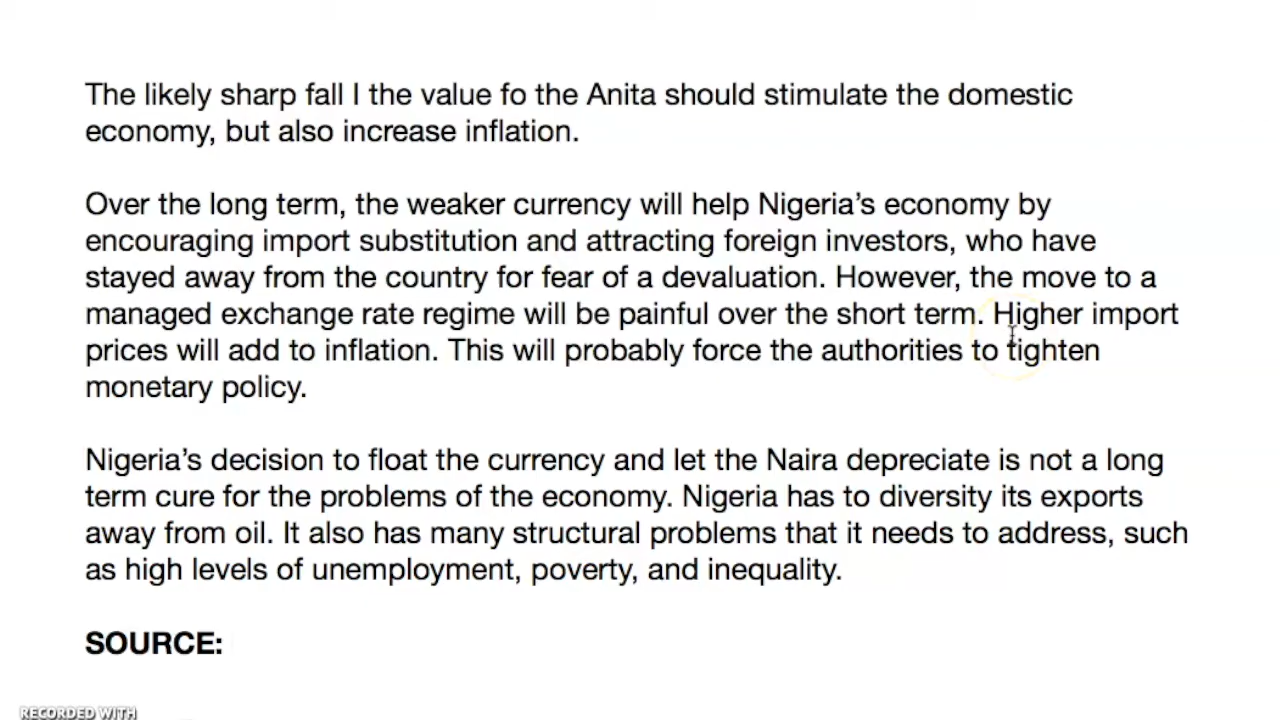 The likely sharp fall I the value fo the Anita should stimulate the domestic
economy, but also increase inflation.
Over the long term, the weaker currency will help Nigeria’s economy by
encouraging import substitution and attracting foreign investors, who have
stayed away from the country for fear of a devaluation. However, the move to a
managed exchange rate regime will be painful over the short term. Higher import
prices will add to inflation. This will probably force the authorities to tighten
monetary policy.
Nigeria’s decision to float the currency and let the Naira depreciate is not a long
term cure for the problems of the economy. Nigeria has to diversity its exports
away from oil. It also has many structural problems that it needs to address, such
as high levels of unemployment, poverty, and inequality.
SOURCE:
RECORDED WITH